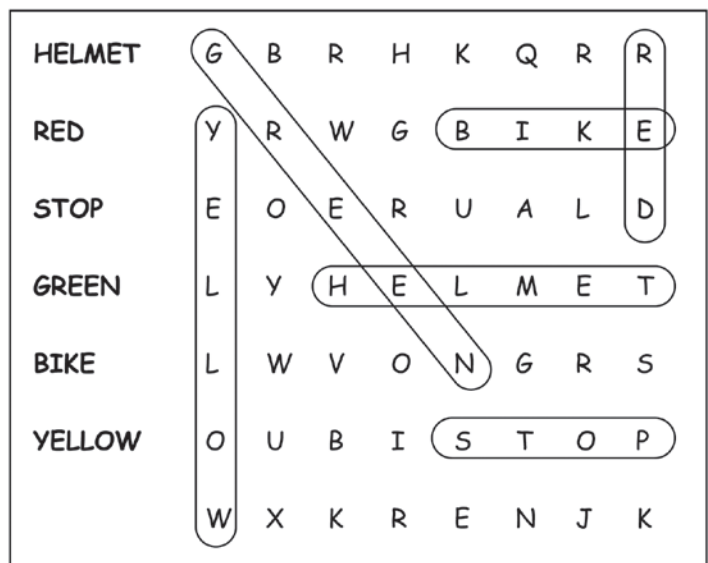 HELMET G B R H K Q R R
RED Y R W G B I K E
STOP E O E R U A L D
GREEN L Y H E L M E T
BIKE L W V O N G R S
YELLOW O U B I S T O P
W X K R E N J K